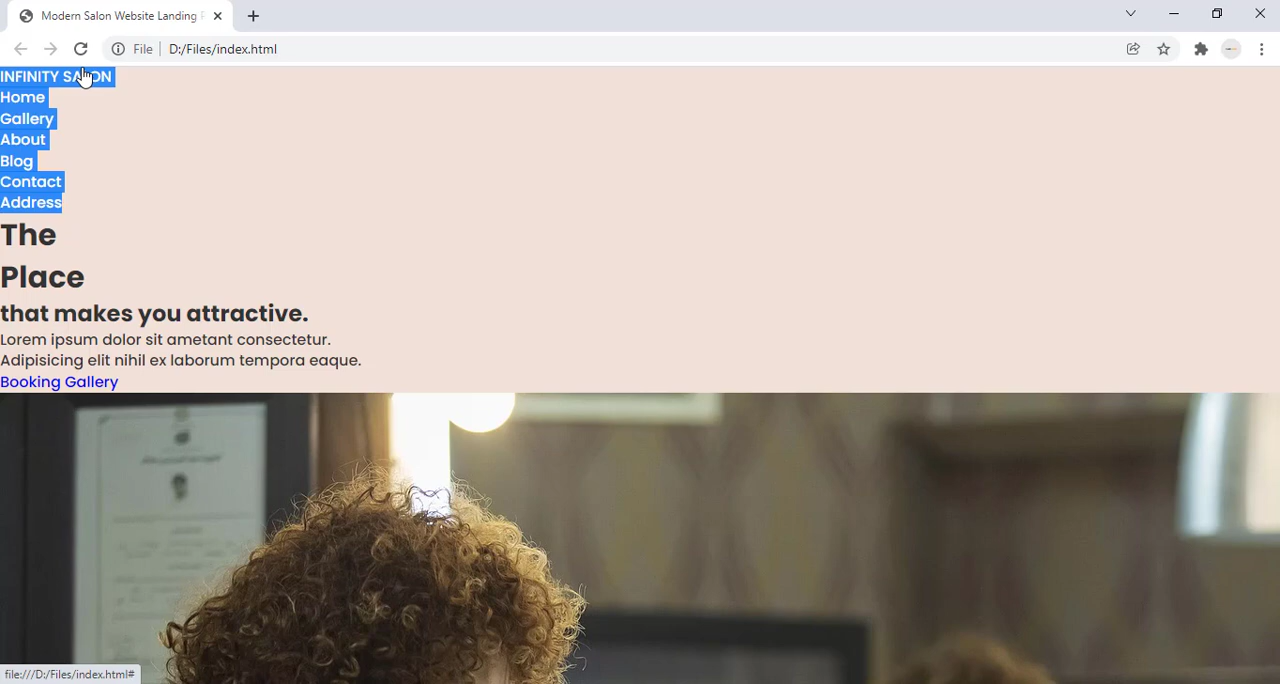 Modern Salon Website Landing
File
D:/Files/index.html
INFINITY SALON
Home
Gallery
About
Blog
Contact
Address
The
Place
that makes you attractive.
Lorem ipsum dolor sit ametant consectetur.
Adipisicing elit nihil ex laborum tempora eaque.
Booking Gallery
file:///D:/Files/index.html#